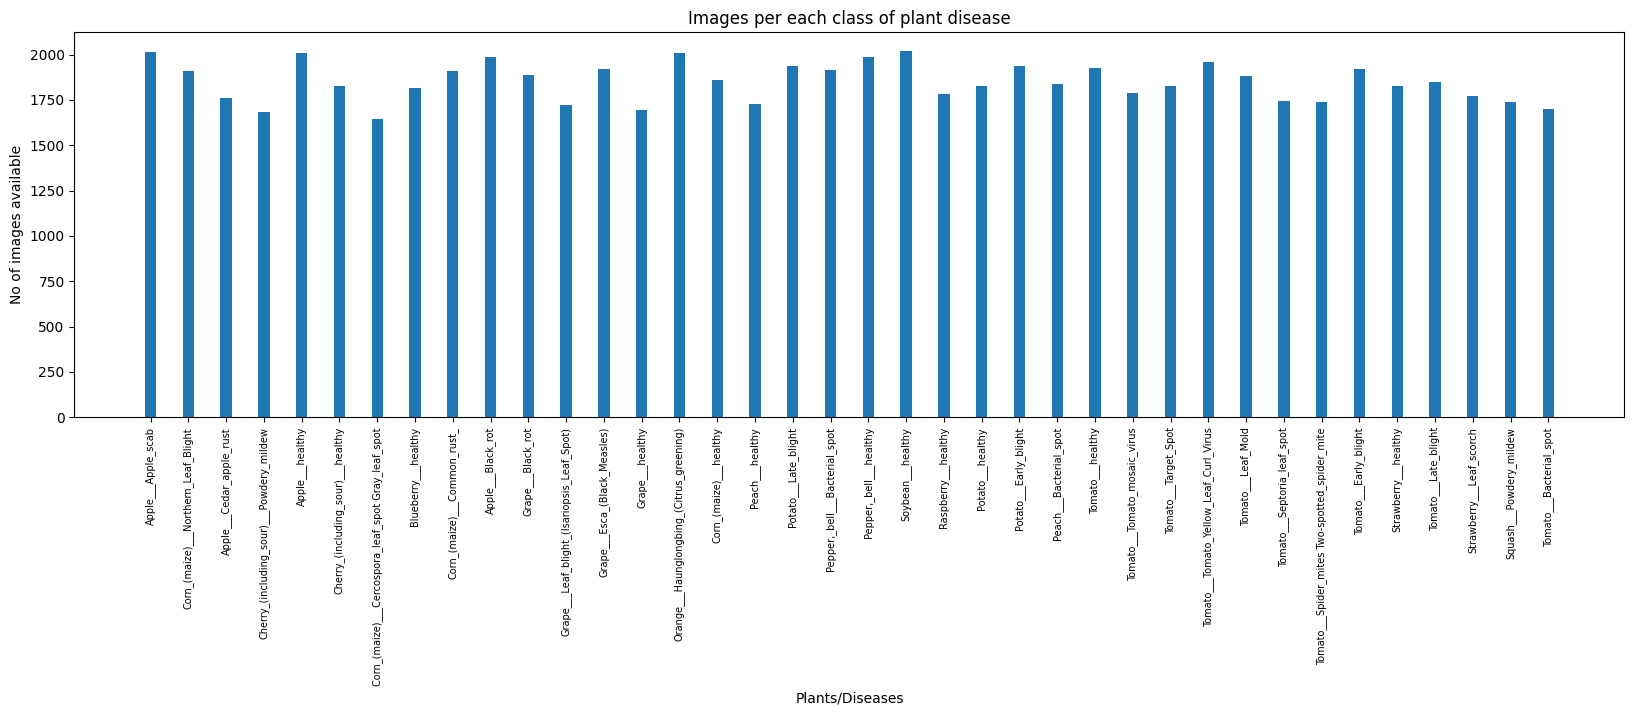 Images per each class of plant disease
No of images available
2000
1750
1500
1250
1000
750
500
250
0
Apple___Apple_scab
Corn_(maize)___Northern_Leaf_Blight
Apple___Cedar_apple_rust
Cherry_(including_sour)___Powdery_mildew
Apple___healthy
Cherry_(including_sour)___healthy
Corn_(maize)___Cercospora_leaf_spot Gray_leaf_spot
Blueberry___healthy
Corn_(maize)___Common_rust_
Apple___Black_rot
Grape___Black_rot
Grape___Leaf_blight_(Isariopsis_Leaf_Spot)
Grape___Esca_(Black_Measles)
Grape___healthy
Orange___Haunglongbing_(Citrus_greening)
Corn_(maize)___healthy
Peach___healthy
Potato___Late_blight
Pepper,_bell___Bacterial_spot
Pepper,_bell___healthy
Soybean___healthy
Raspberry___healthy
Potato___healthy
Potato___Early_blight
Peach___Bacterial_spot
Tomato___healthy
Tomato___Tomato_mosaic_virus
Tomato___Target_Spot
Tomato___Tomato_Yellow_Leaf_Curl_Virus
Tomato___Leaf_Mold
Tomato___Septoria_leaf_spot
Tomato___Spider_mites Two-spotted_spider_mite
Tomato___Early_blight
Strawberry___healthy
Tomato___Late_blight
Strawberry___Leaf_scorch
Squash___Powdery_mildew
Tomato___Bacterial_spot
Plants/Diseases